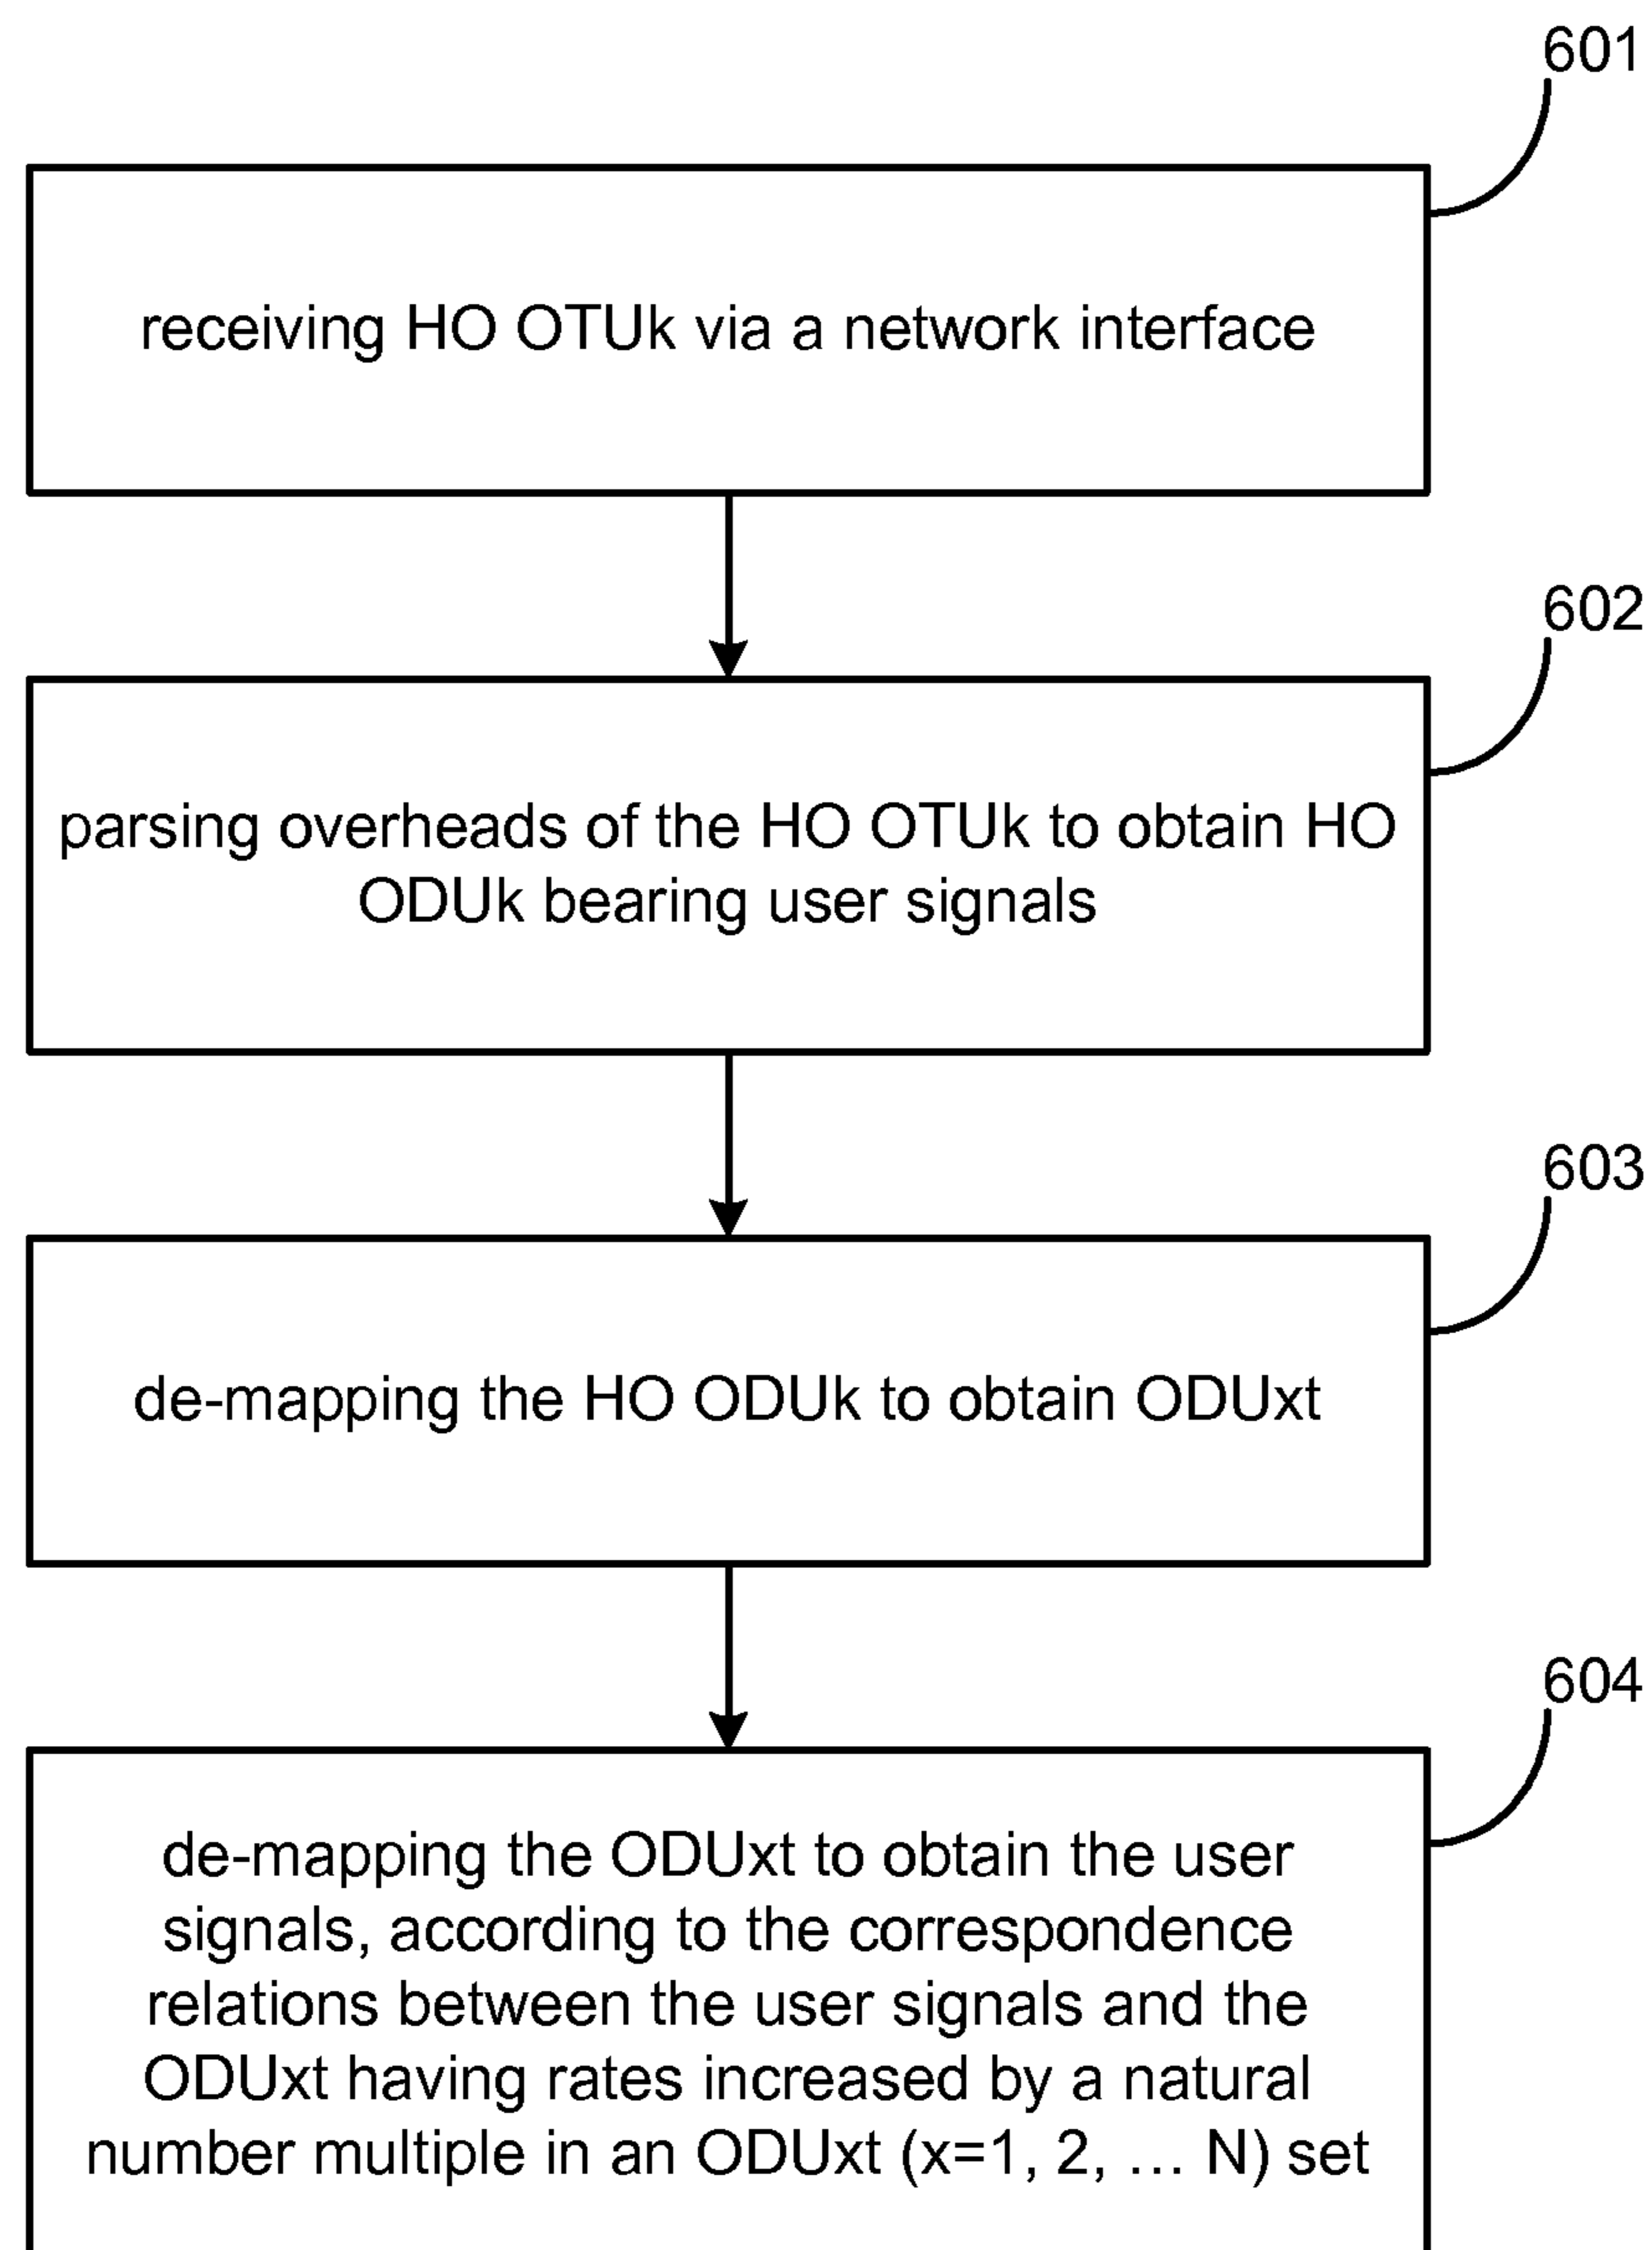 601
receiving HO OTUk via a network interface
602
parsing overheads of the HO OTUk to obtain HO
ODUk bearing user signals
603
de-mapping the HO ODUk to obtain ODUxt
604
de-mapping the ODUxt to obtain the user
signals, according to the correspondence
relations between the user signals and the
ODUxt having rates increased by a natural
number multiple in an ODUxt (x=1, 2, … N) set